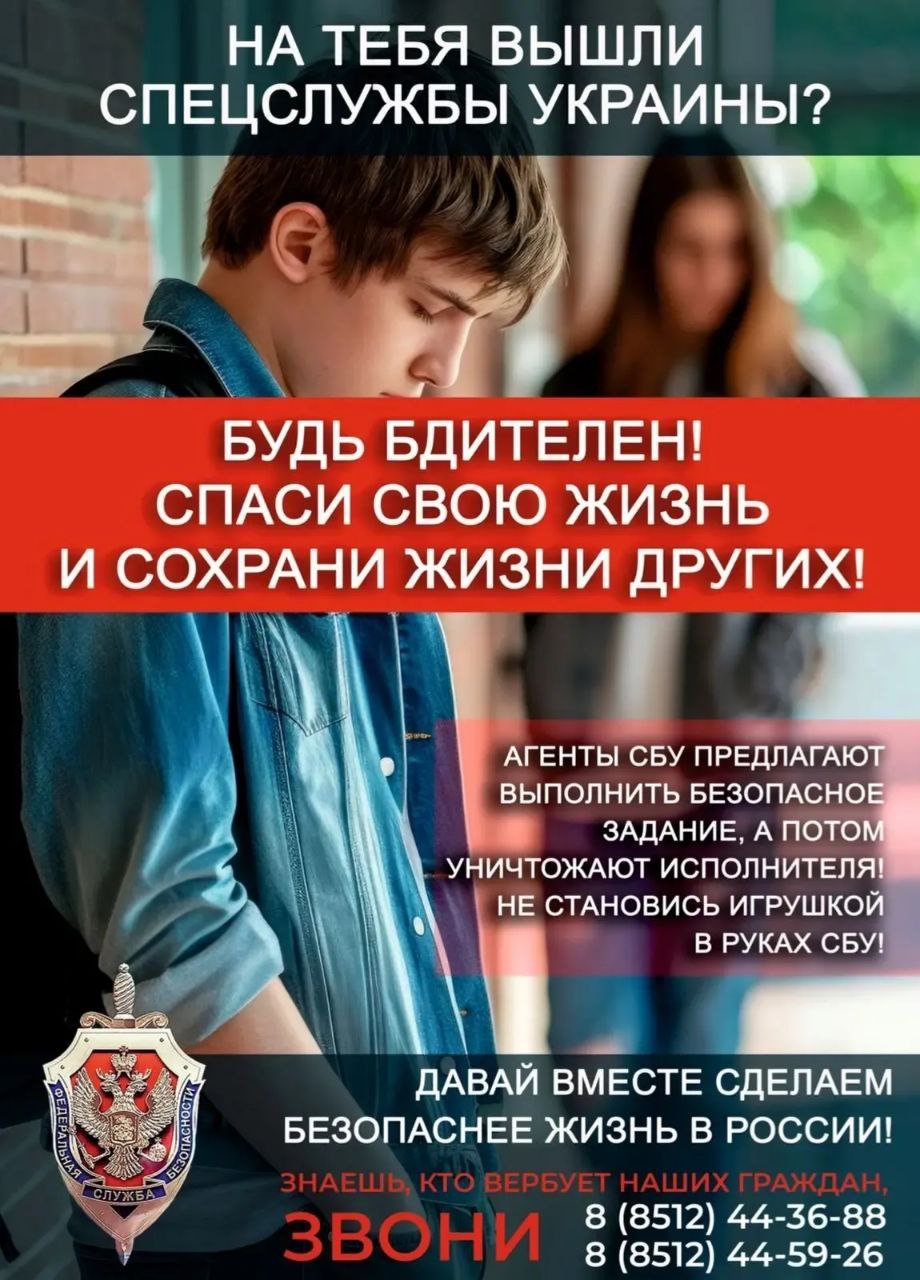 НА ТЕБЯ ВЫШЛИ
СПЕЦСЛУЖБЫ УКРАИНЫ?
БУДЬ БДИТЕЛЕН!
СПАСИ СВОЮ ЖИЗНЬ
И СОХРАНИ ЖИЗНИ ДРУГИХ!
АГЕНТЫ СБУ ПРЕДЛАГАЮТ
ВЫПОЛНИТЬ БЕЗОПАСНОЕ
ЗАДАНИЕ, А ПОТОМ
УНИЧТОЖАЮТ ИСПОЛНИТЕЛЯ!
НЕ СТАНОВИСЬ ИГРУШКОЙ
В РУКАХ СБУ!
ДАВАЙ ВМЕСТЕ СДЕЛАЕМ
БЕЗОПАСНЕЕ ЖИЗНЬ В РОССИИ!
ФЕДЕРАЛЬНАЯ
СЛУЖБА
БЕЗОПАСНОСТИ
ЗНАЕШЬ, КТО ВЕРБУЕТ НАШИХ ГРАЖДАН,
ЗВОНИ
8 (8512) 44-36-88
8 (8512) 44-59-26